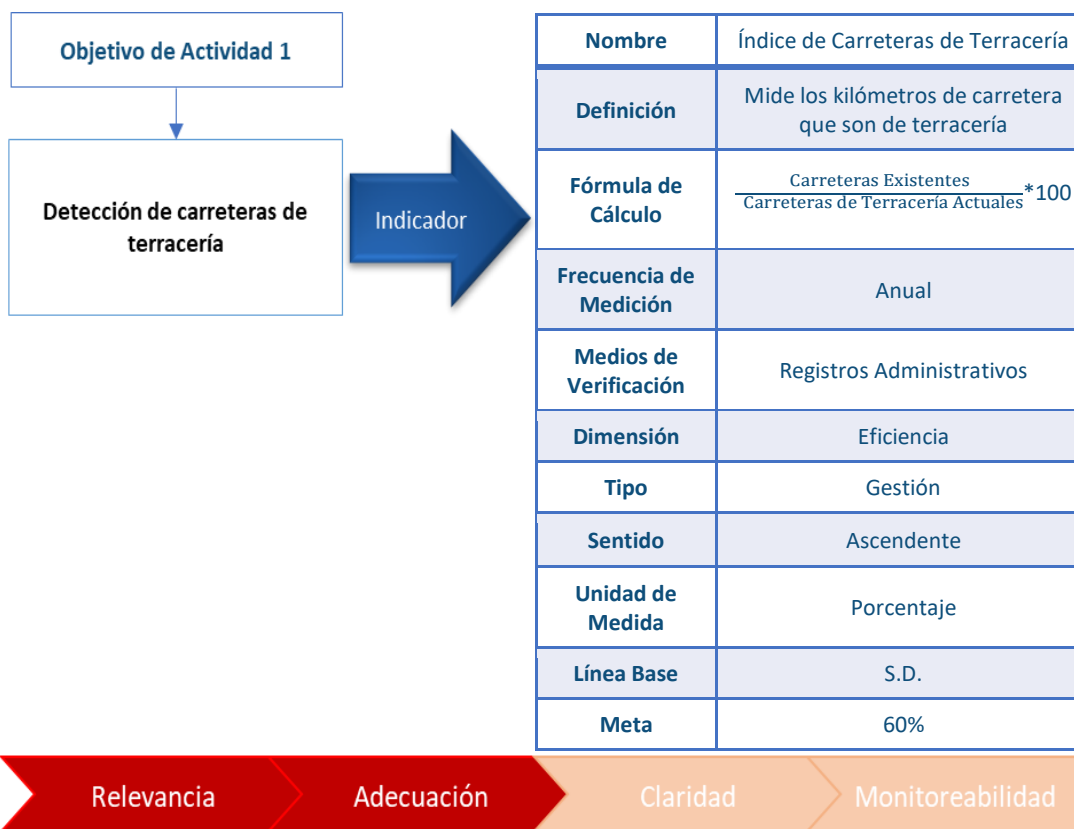 Objetivo de Actividad 1
Detección de carreteras de
terracería
Indicador
Nombre
Índice de Carreteras de Terracería
Definición
Mide los kilómetros de carretera
que son de terracería
Fórmula de
Cálculo
Carreteras Existentes
Carreteras de Terracería Actuales
*100
Frecuencia de
Medición
Anual
Medios de
Verificación
Registros Administrativos
Dimensión
Eficiencia
Tipo
Gestión
Sentido
Ascendente
Unidad de
Medida
Porcentaje
Línea Base
S.D.
Meta
60%
Relevancia
Adecuación
Claridad
Monitoreabilidad